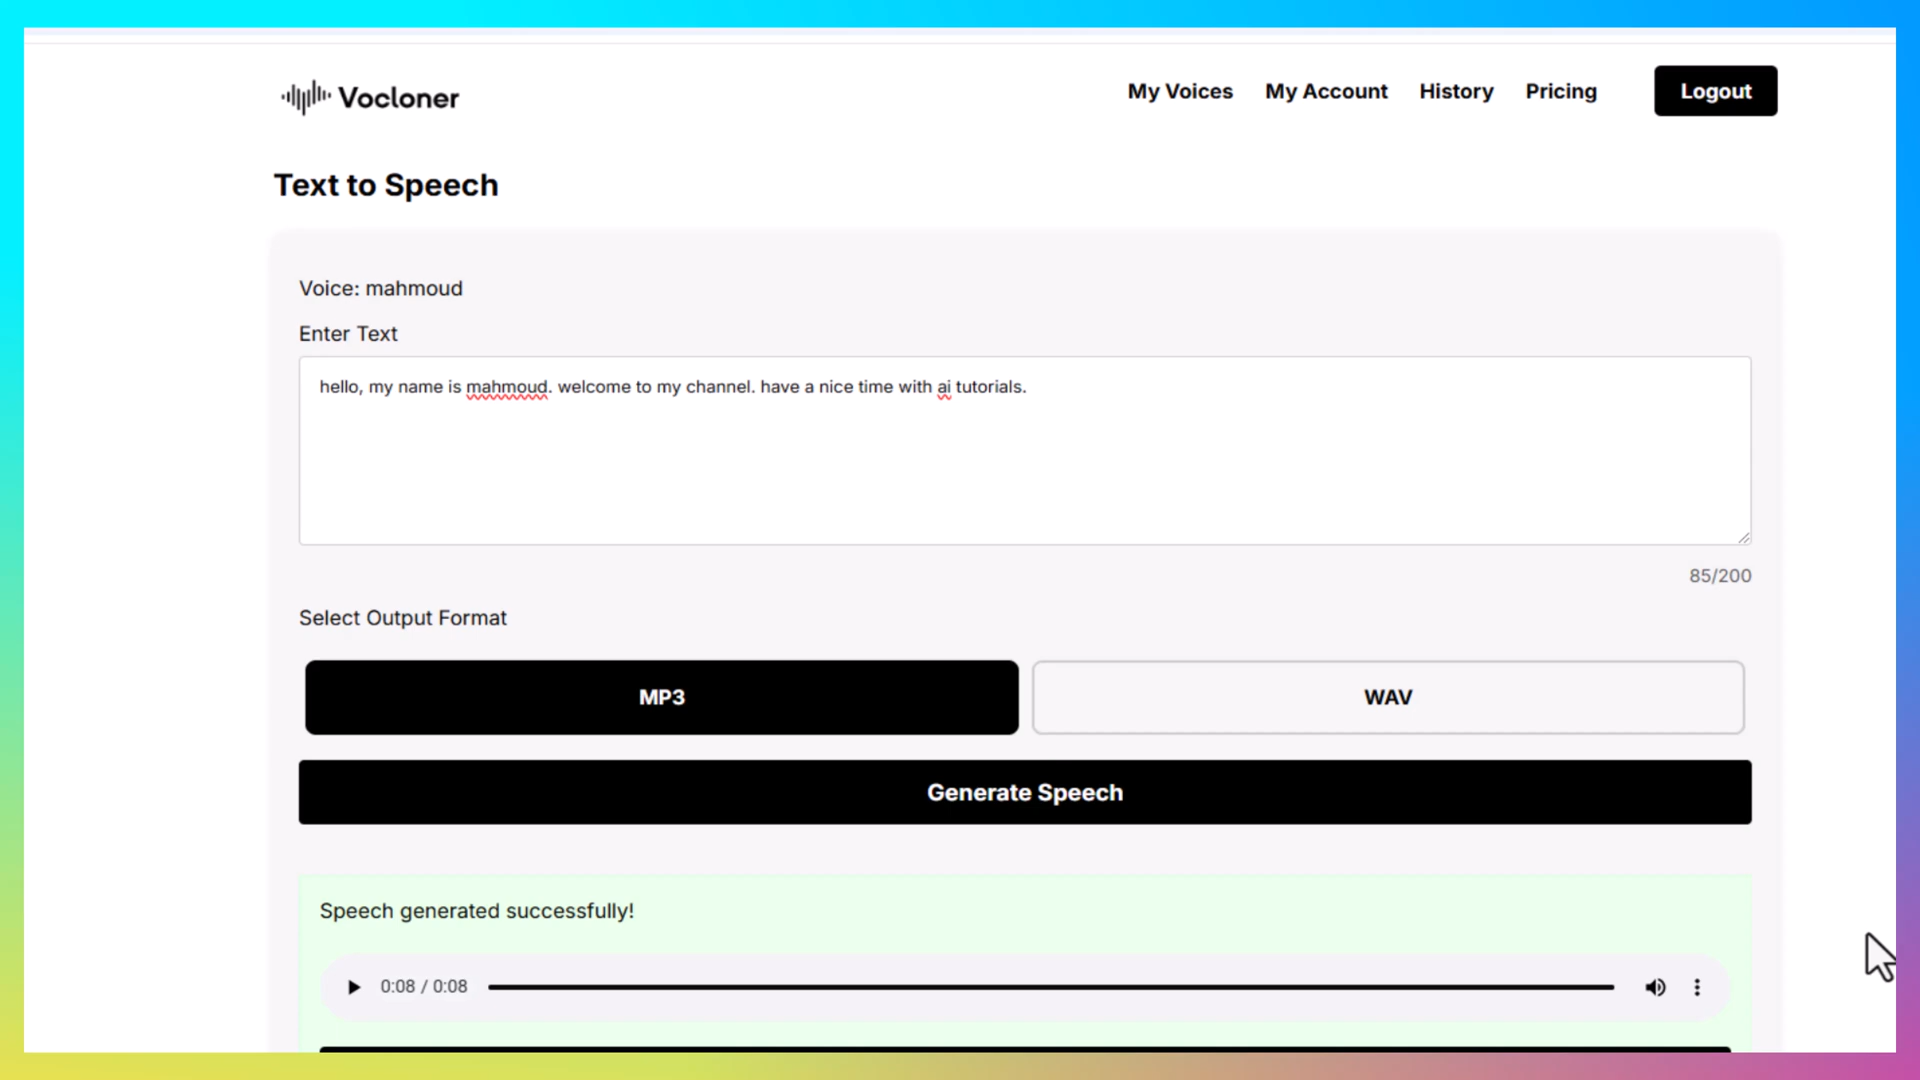 Vocloner
My Voices My Account History Pricing Logout
Text to Speech
Voice: mahmoud
Enter Text
hello, my name is mahmoud. welcome to my channel. have a nice time with ai tutorials.
85/200
Select Output Format
MP3 WAV
Generate Speech
Speech generated successfully!
0:08 / 0:08